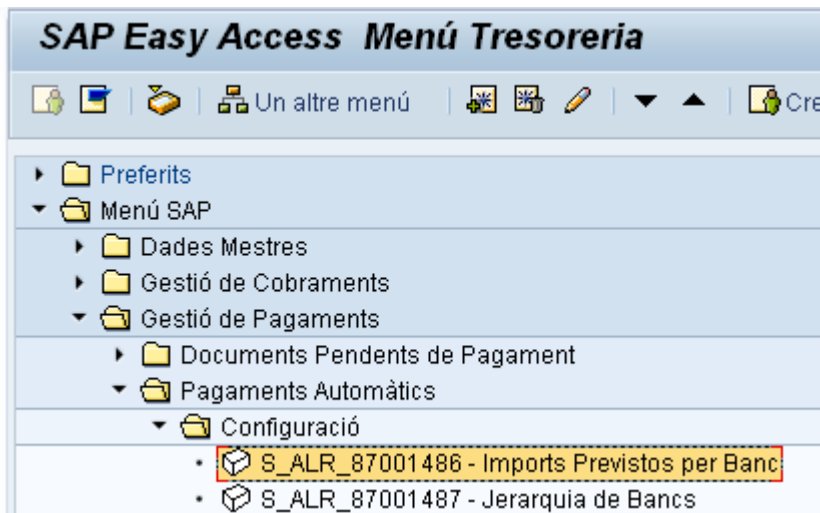 SAP Easy Access Menú Tresoreria
Un altre menú Cre
Preferits
Menú SAP
Dades Mestres
Gestió de Cobraments
Gestió de Pagaments
Documents Pendents de Pagament
Pagaments Automàtics
Configuració
S_ALR_87001486 - Imports Previstos per Banc
S_ALR_87001487 - Jerarquia de Bancs